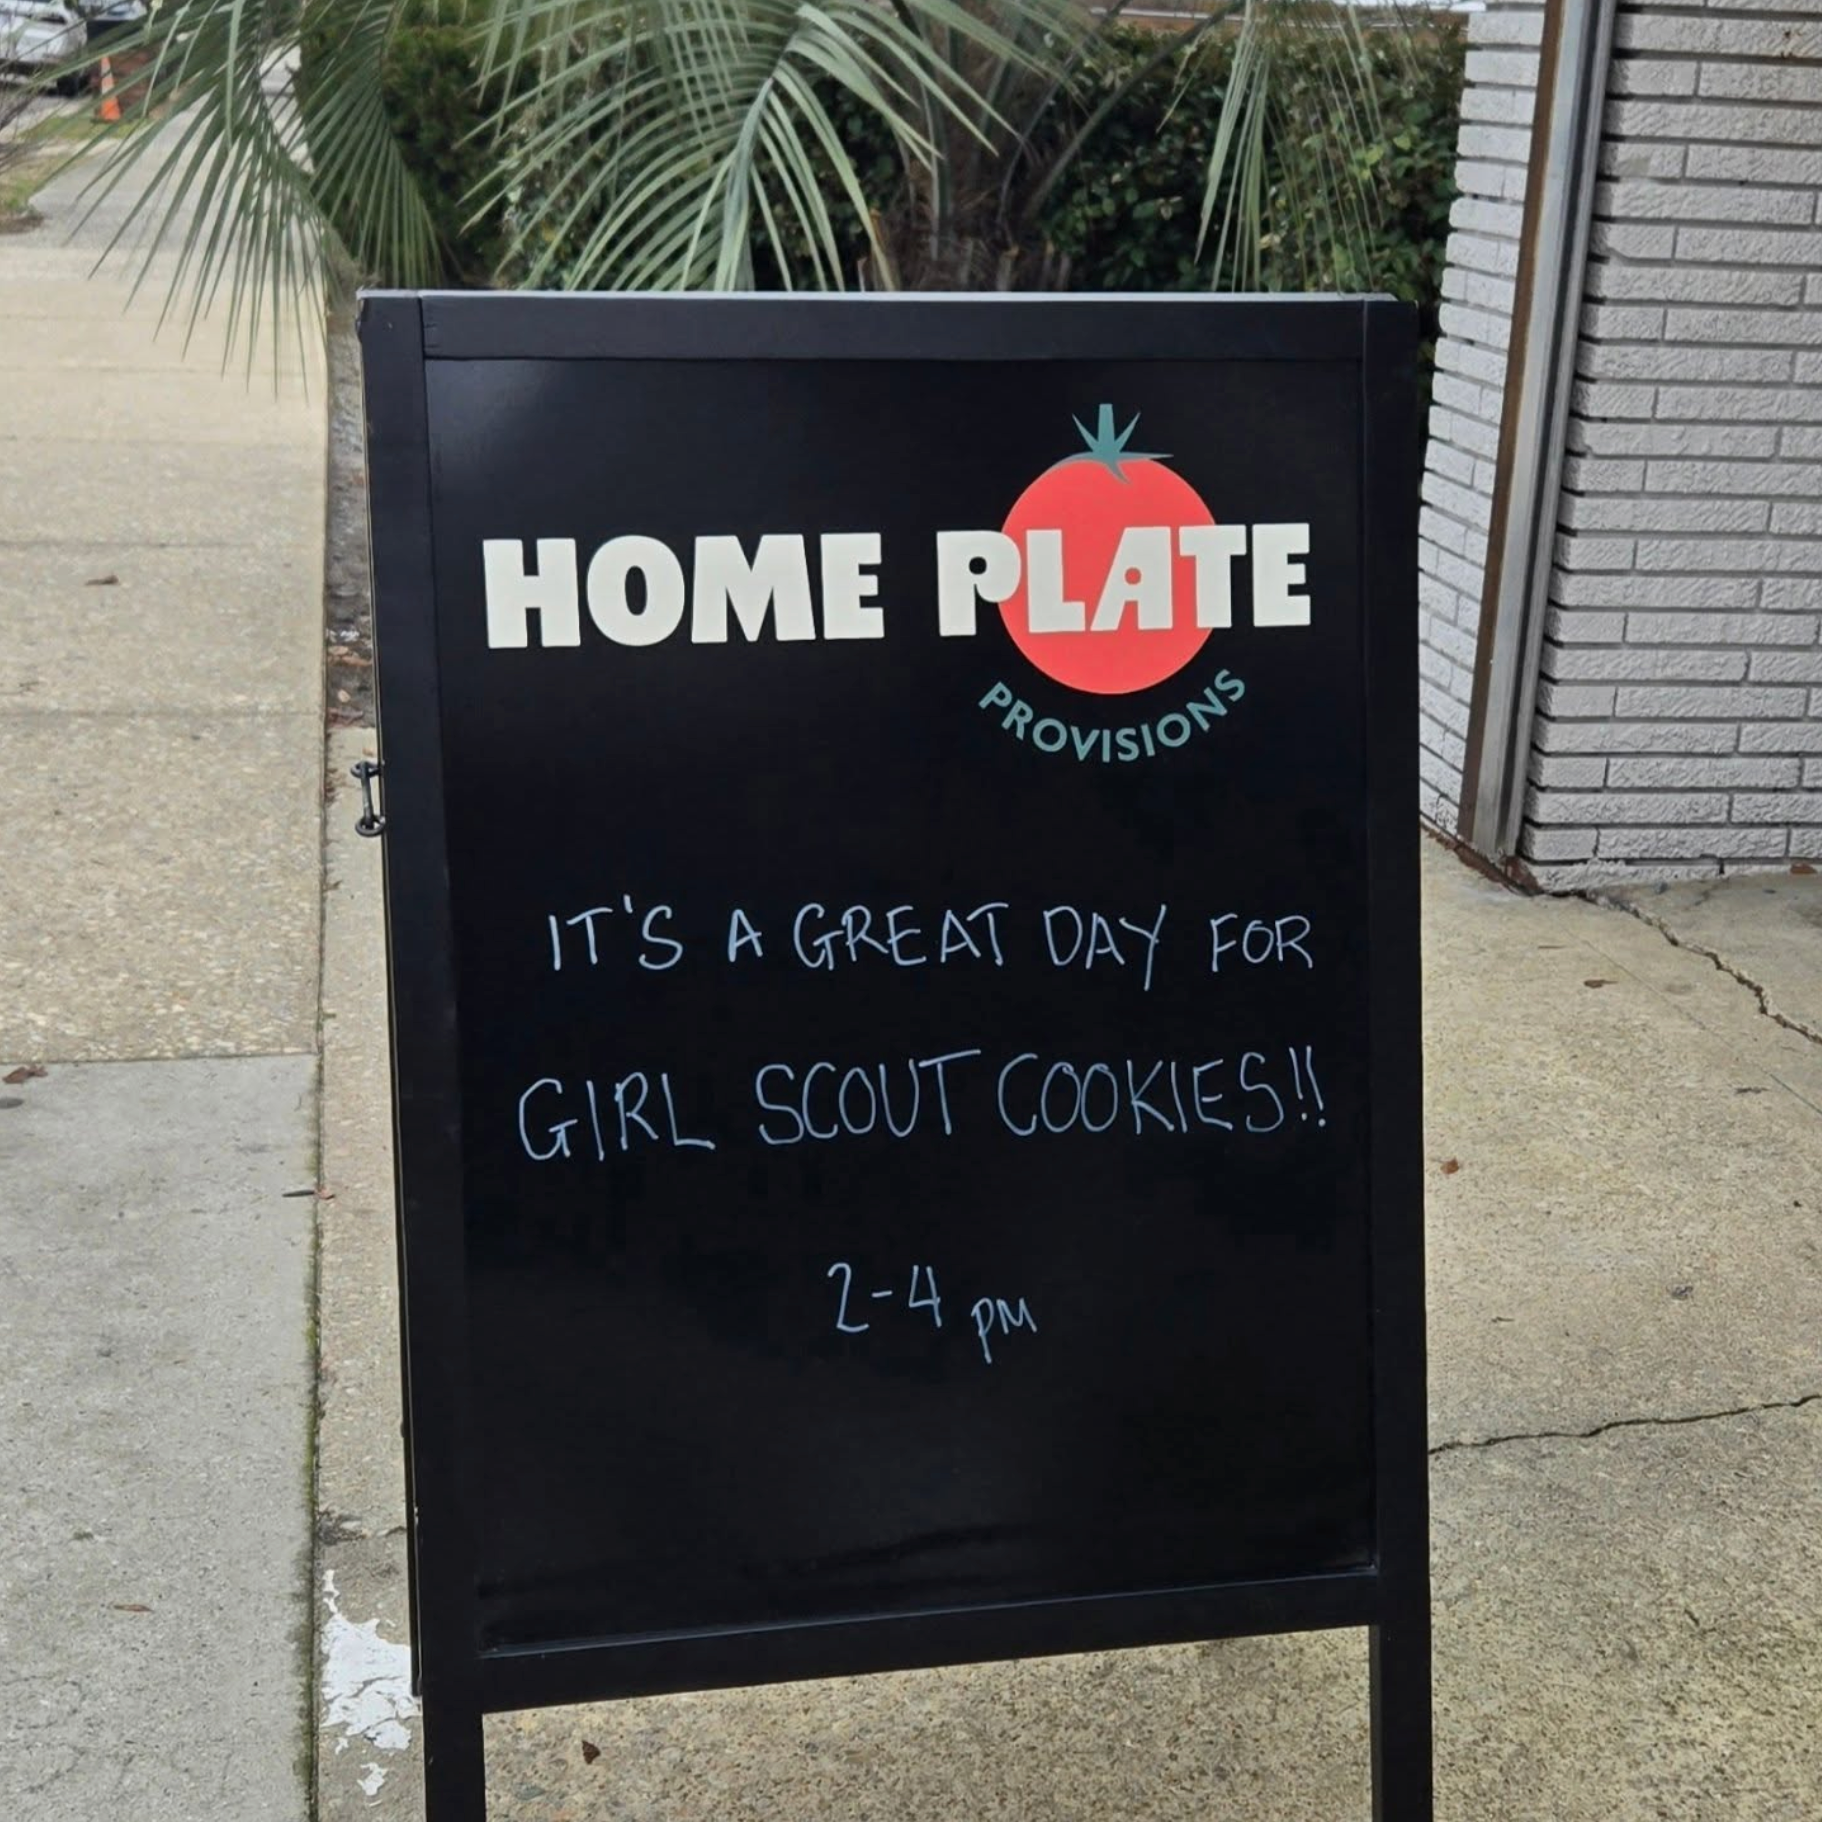 HOME PLATE
PROVISIONS
IT'S A GREAT DAY FOR
GIRL SCOUT COOKIES!!
2-4 PM